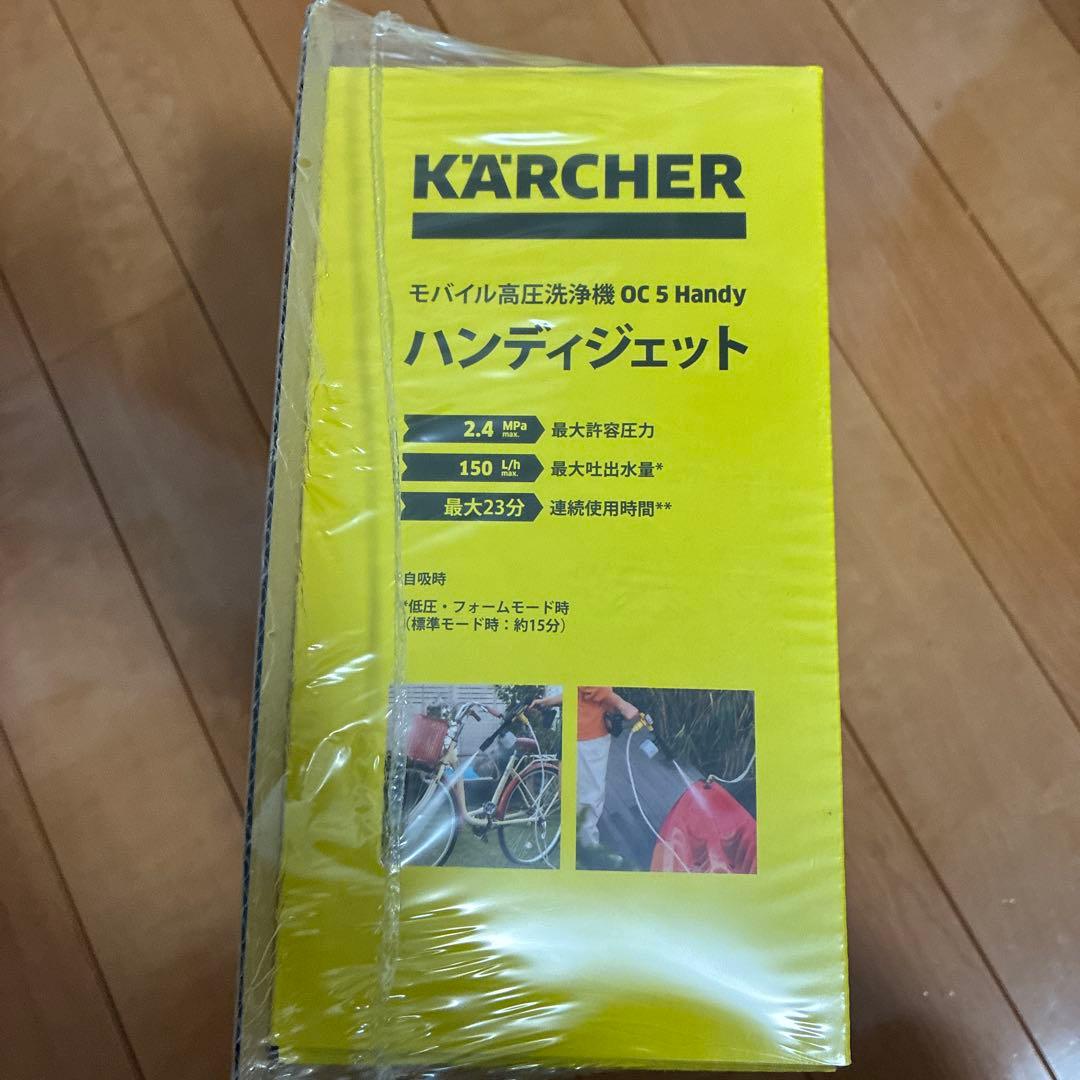 KÄRCHER
モバイル高圧洗浄機 OC 5 Handy
ハンディジェット
2.4 MPa max. 最大許容圧力
150 L/h max. 最大吐出水量*
最大23分 連続使用時間**
自吸時
*低圧・フォームモード時
（標準モード時：約15分）